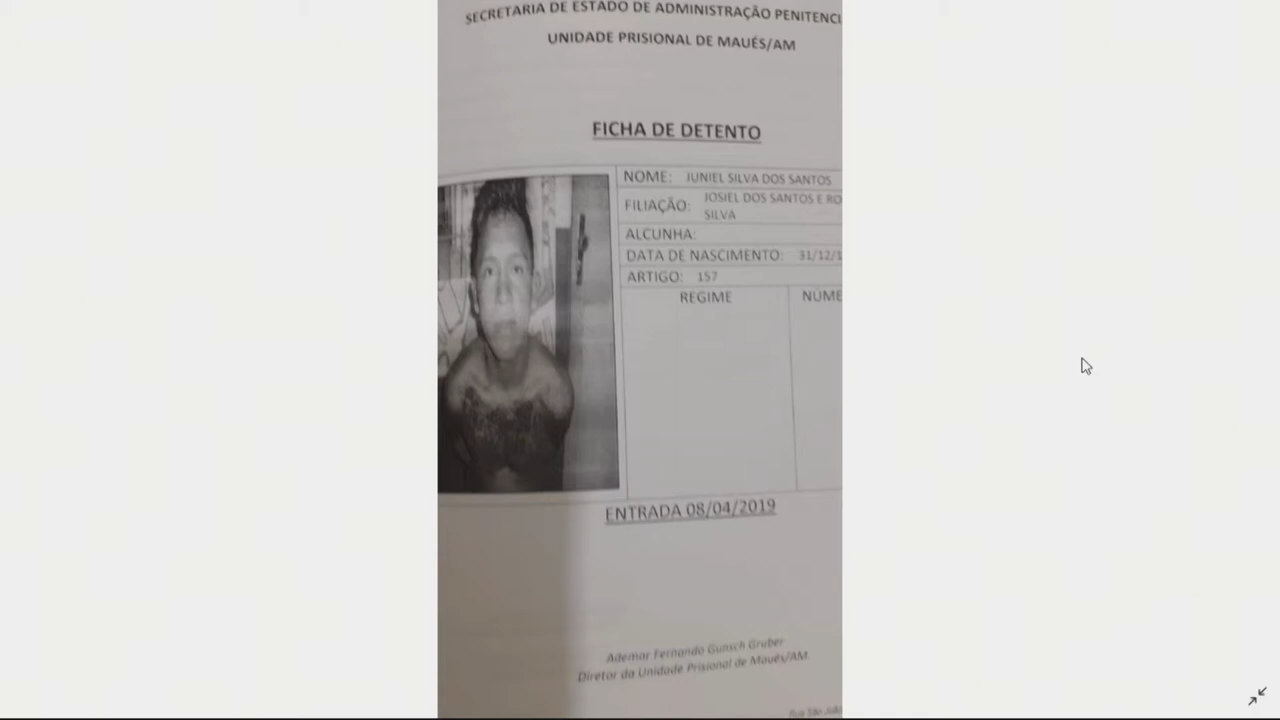 SECRETARIA DE ESTADO DE ADMINISTRAÇÃO PENITENCI
UNIDADE PRISIONAL DE MAUÉS/AM
FICHA DE DETENTO
NOME: JUNIEL SILVA DOS SANTOS
FILIAÇÃO: JOSIEL DOS SANTOS E RO
SILVA
ALCUNHA:
DATA DE NASCIMENTO: 31/12/1
ARTIGO: 157
REGIME NÚME
ENTRADA 08/04/2019
Ademar Fernando Gunsch Gruber
Diretor da Unidade Prisional de Maués/AM.
Rua São